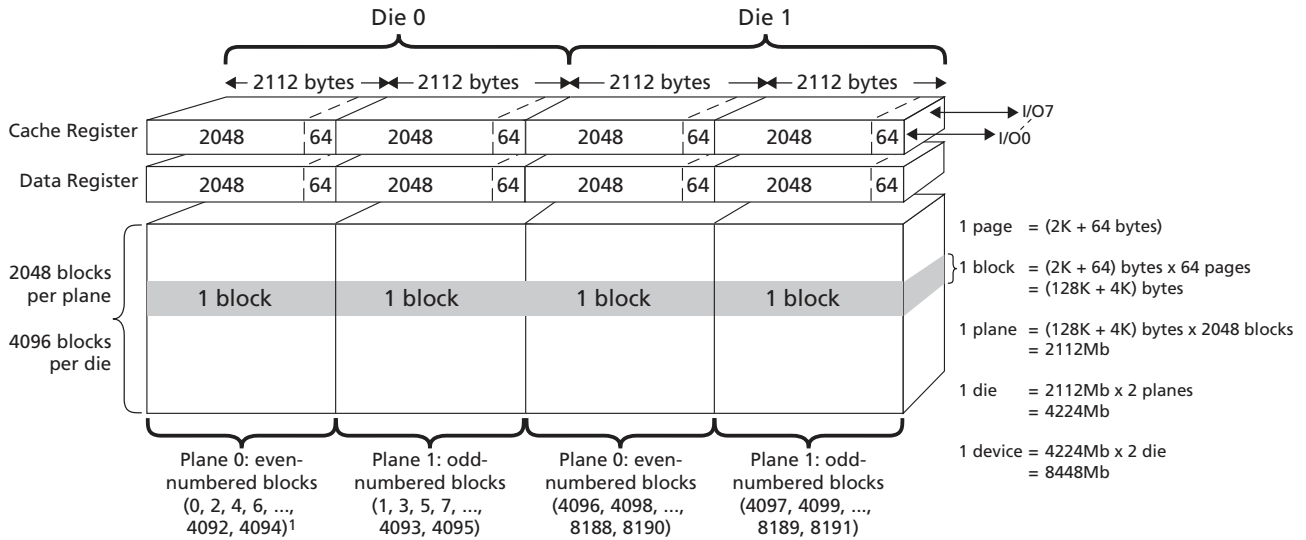 Die 0 Die 1
2112 bytes 2112 bytes 2112 bytes 2112 bytes
I/O7
Cache Register 2048 64 2048 64 2048 64 2048 64 I/O0
Data Register 2048 64 2048 64 2048 64 2048 64
2048 blocks
per plane
4096 blocks
per die
1 block 1 block 1 block 1 block
1 page = (2K + 64 bytes)
1 block = (2K + 64) bytes x 64 pages
= (128K + 4K) bytes
1 plane = (128K + 4K) bytes x 2048 blocks
= 2112Mb
1 die = 2112Mb x 2 planes
= 4224Mb
1 device = 4224Mb x 2 die
= 8448Mb
Plane 0: even-
numbered blocks
(0, 2, 4, 6, ...,
4092, 4094)1
Plane 1: odd-
numbered blocks
(1, 3, 5, 7, ...,
4093, 4095)
Plane 0: even-
numbered blocks
(4096, 4098, ...,
8188, 8190)
Plane 1: odd-
numbered blocks
(4097, 4099, ...,
8189, 8191)